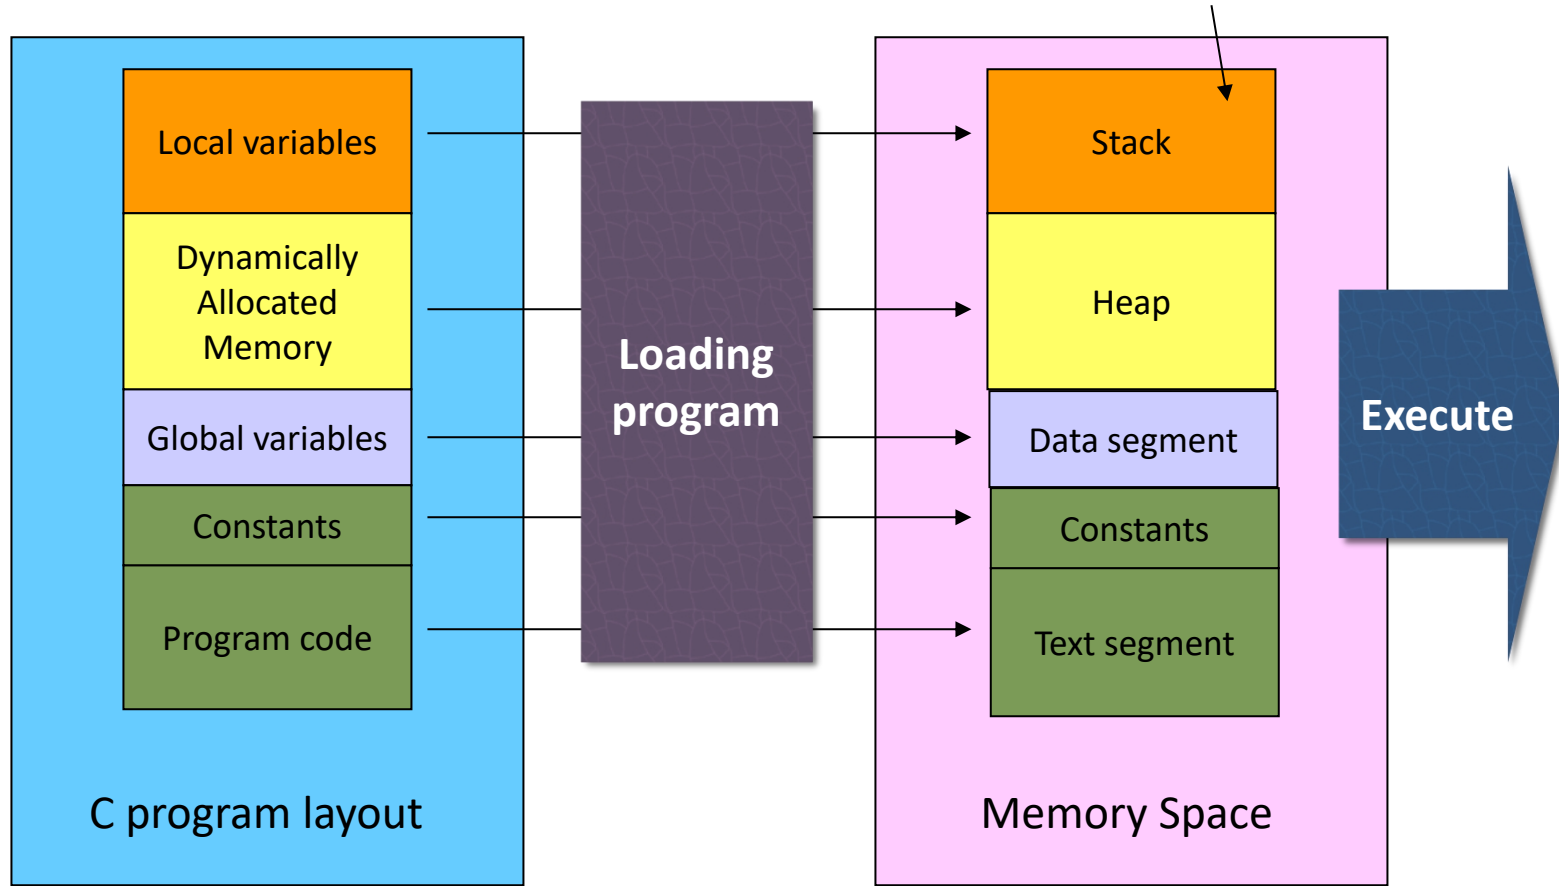 Local variables
Dynamically
Allocated
Memory
Global variables
Constants
Program code
C program layout
Loading
program
Stack
Heap
Data segment
Constants
Text segment
Memory Space
Execute